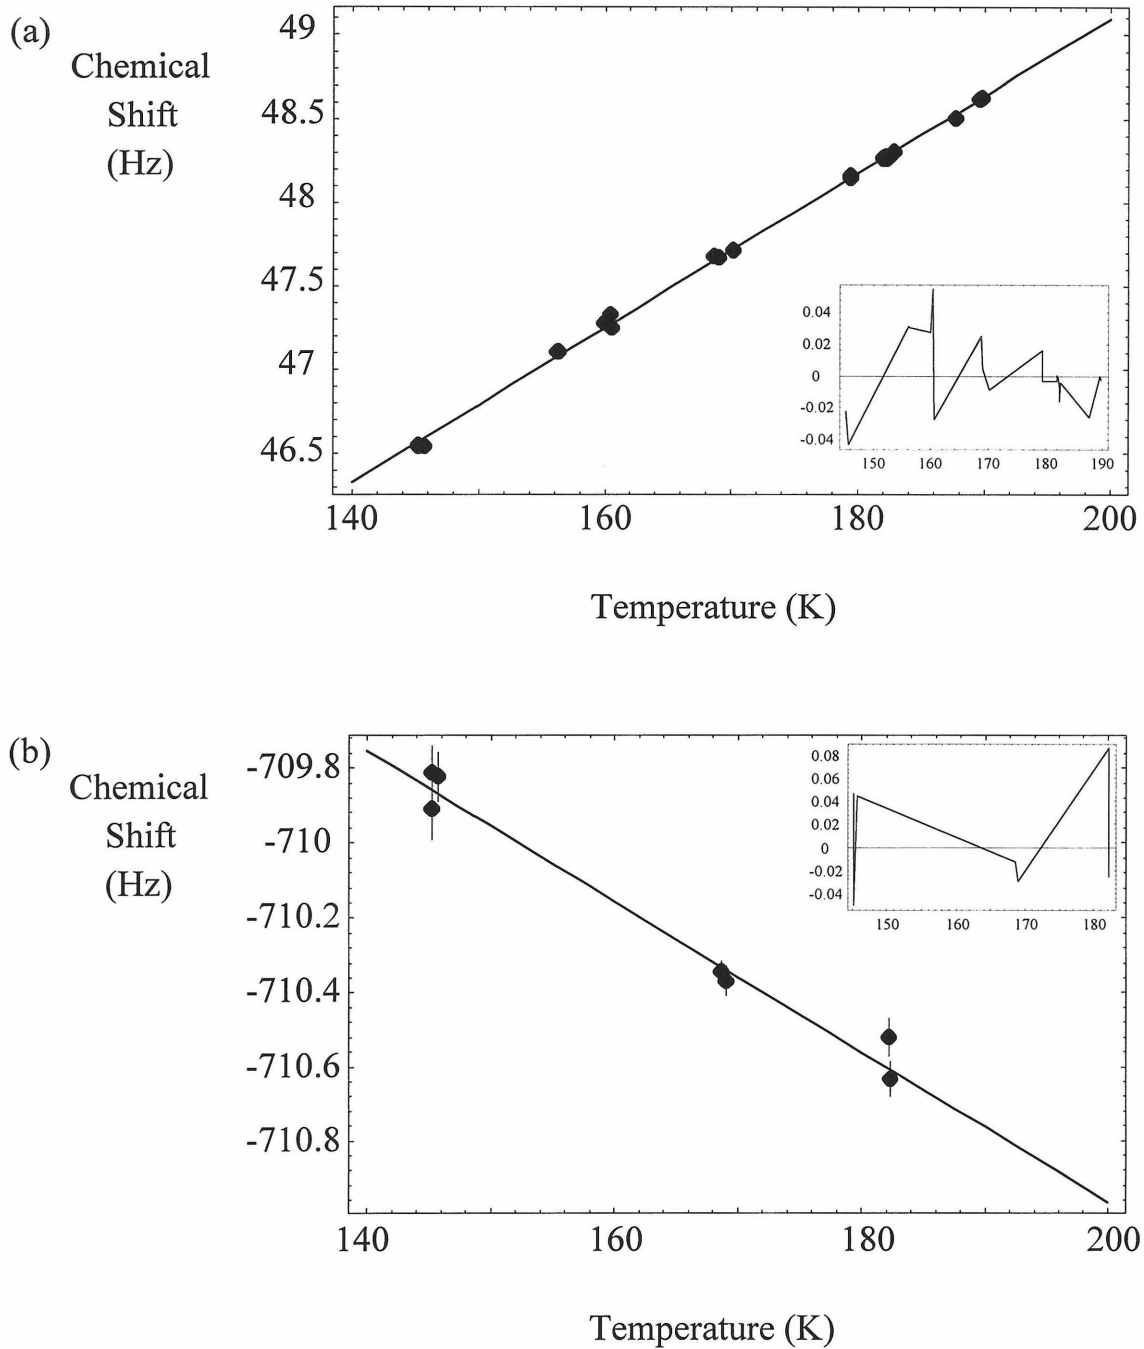 (a)
Chemical
Shift
(Hz)
49
48.5
48
47.5
47
46.5
140 160 180 200
Temperature (K)
0.04
0.02
0
-0.02
-0.04
150 160 170 180 190
(b)
Chemical
Shift
(Hz)
-709.8
-710
-710.2
-710.4
-710.6
-710.8
140 160 180 200
Temperature (K)
0.08
0.06
0.04
0.02
0
-0.02
-0.04
150 160 170 180